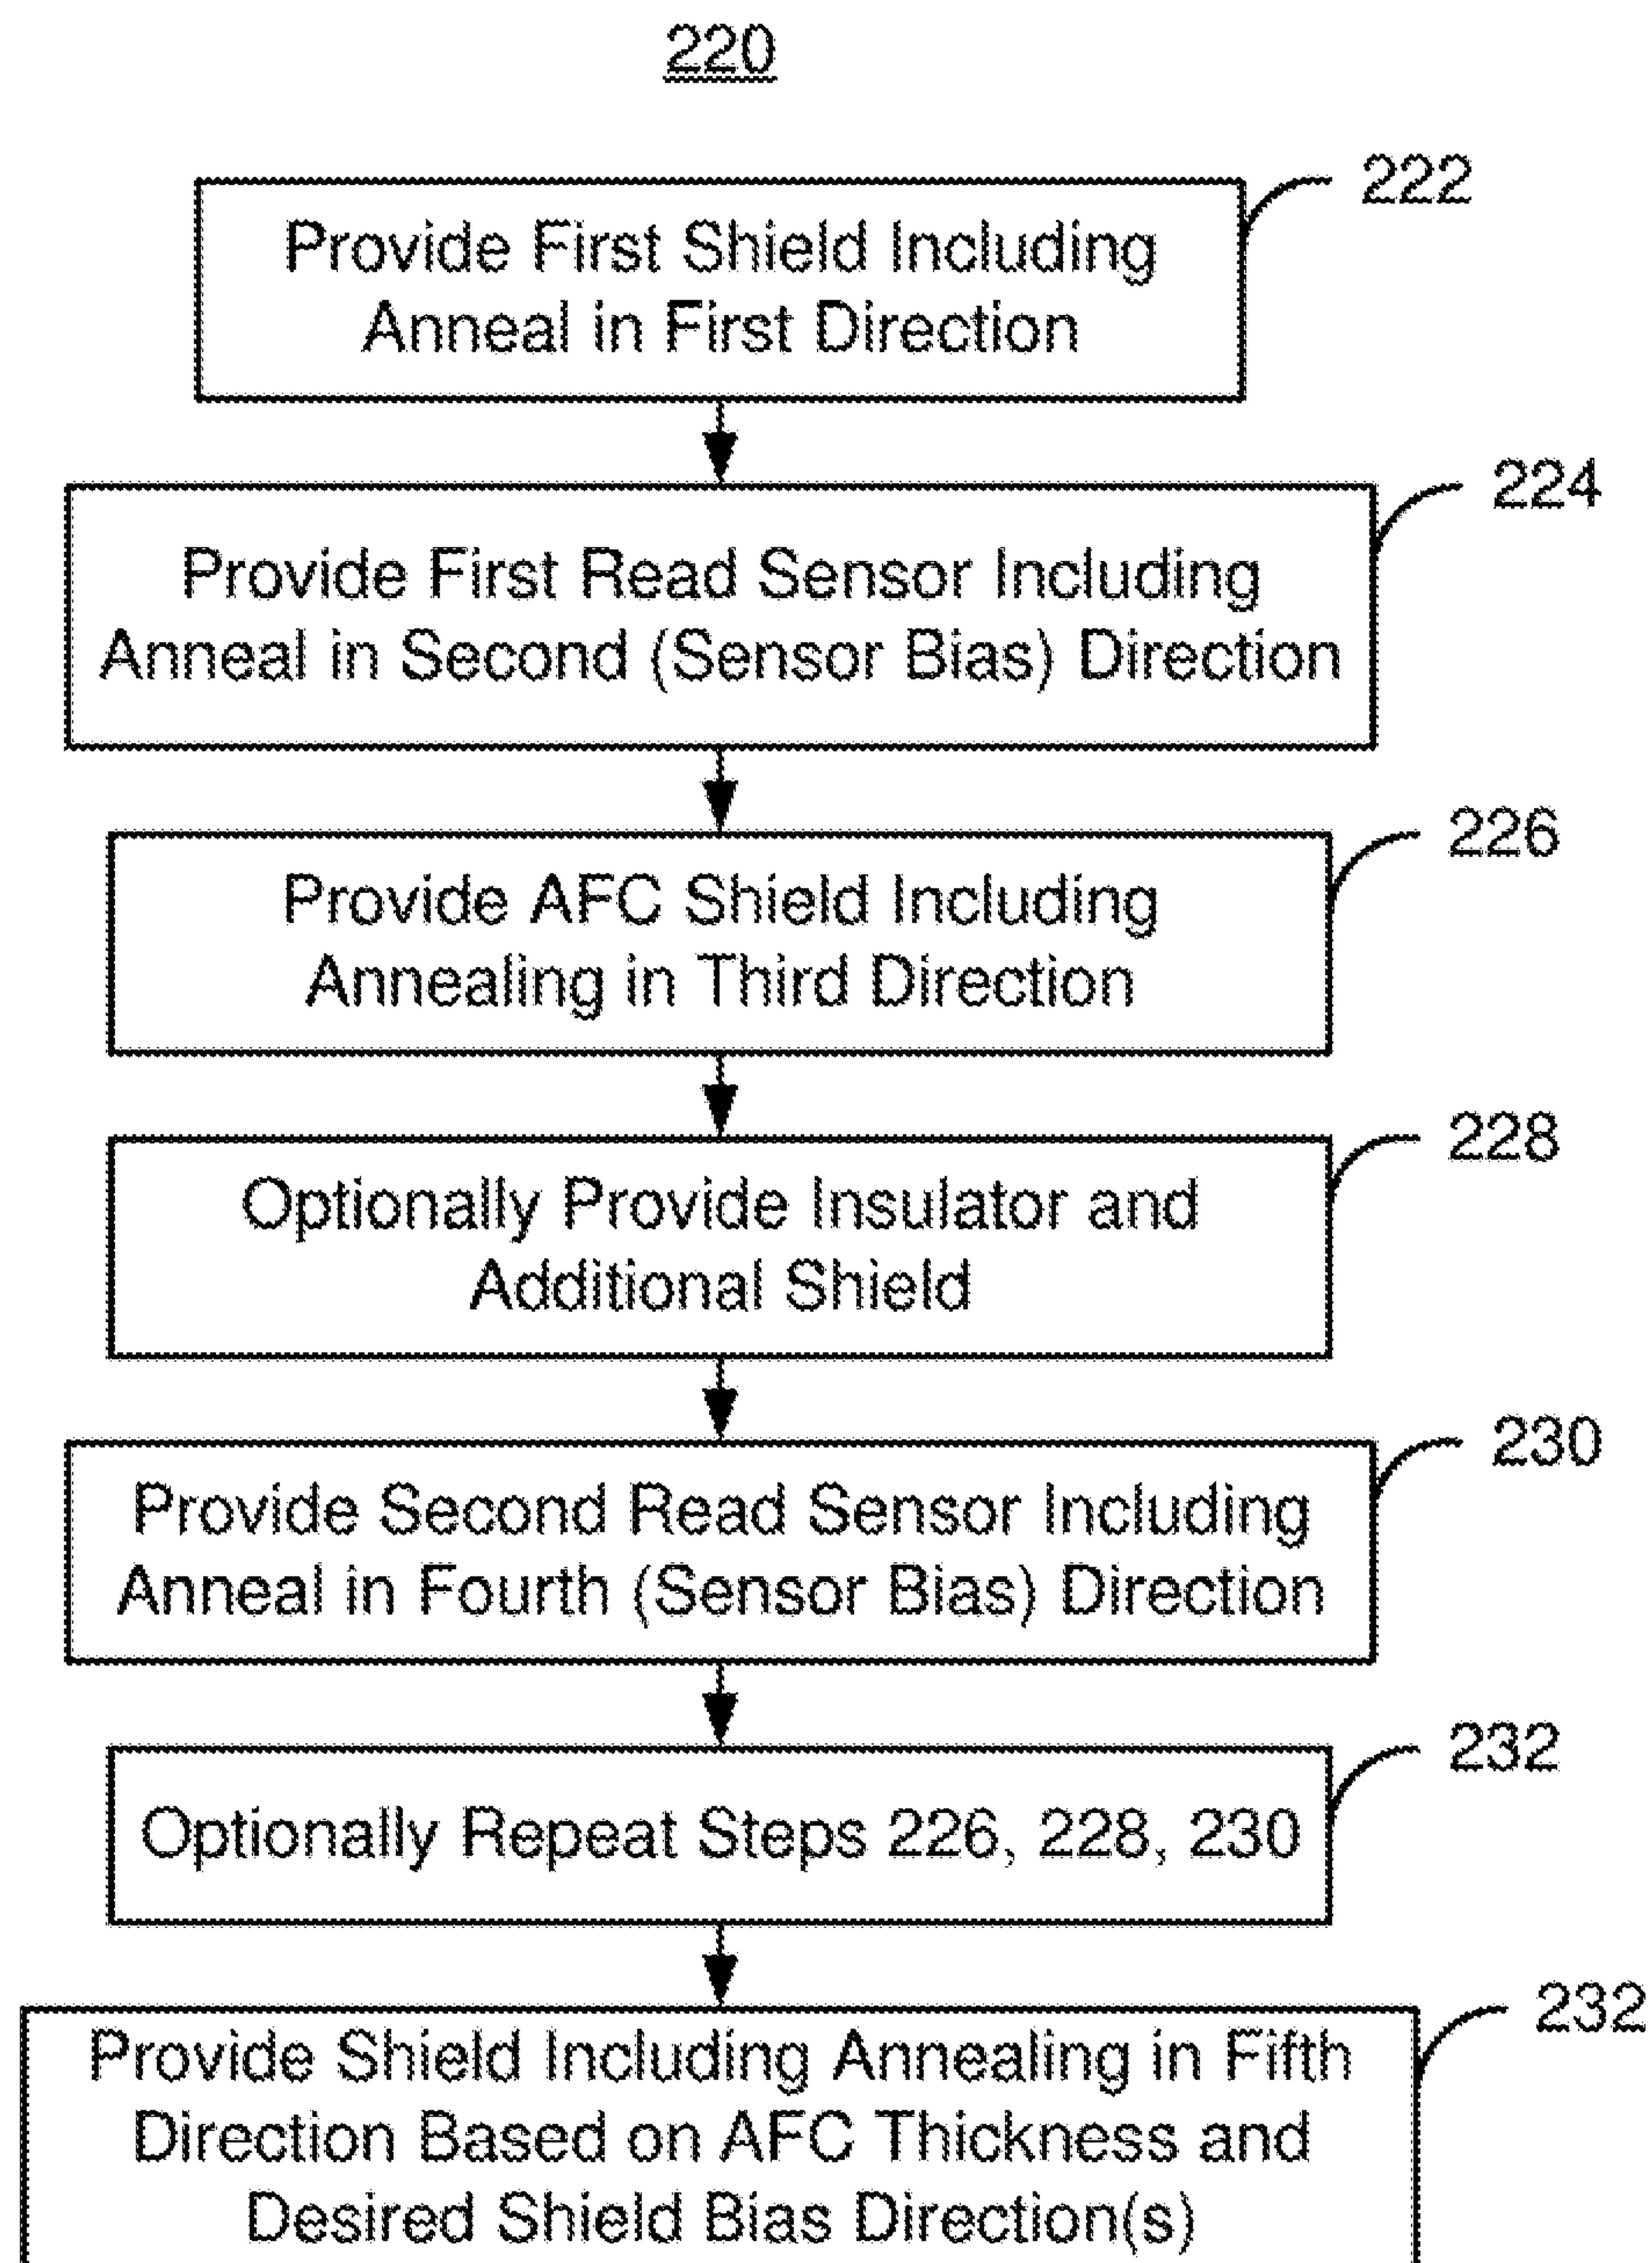 220
222
Provide First Shield Including
Anneal in First Direction
224
Provide First Read Sensor Including
Anneal in Second (Sensor Bias) Direction
226
Provide AFC Shield Including
Annealing in Third Direction
228
Optionally Provide Insulator and
Additional Shield
230
Provide Second Read Sensor Including
Anneal in Fourth (Sensor Bias) Direction
232
Optionally Repeat Steps 226, 228, 230
232
Provide Shield Including Annealing in Fifth
Direction Based on AFC Thickness and
Desired Shield Bias Direction(s)